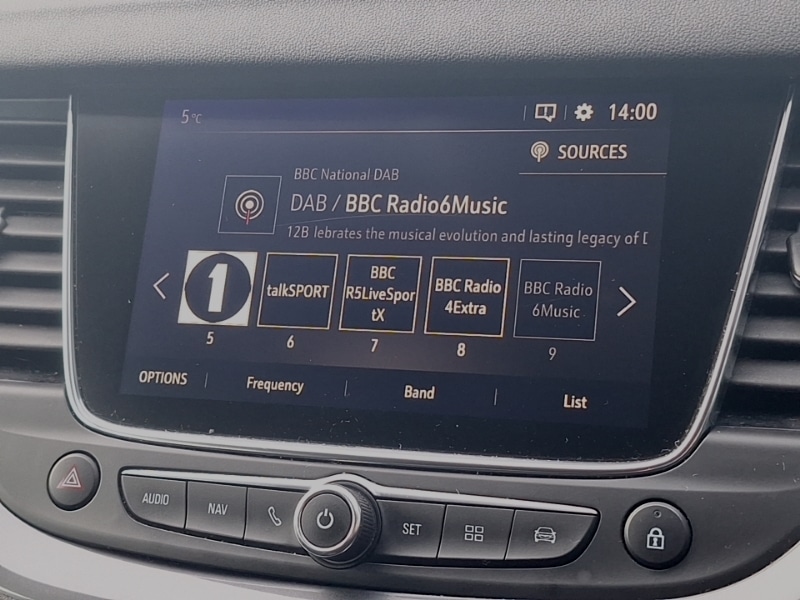 5°C
14:00
SOURCES
BBC National DAB
DAB / BBC Radio6Music
12B lebrates the musical evolution and lasting legacy of
1
talkSPORT
BBC
R5LiveSpor
tX
BBC Radio
4Extra
BBC Radio
6Music
5
6
7
8
9
OPTIONS
Frequency
Band
List
AUDIO
NAV
SET